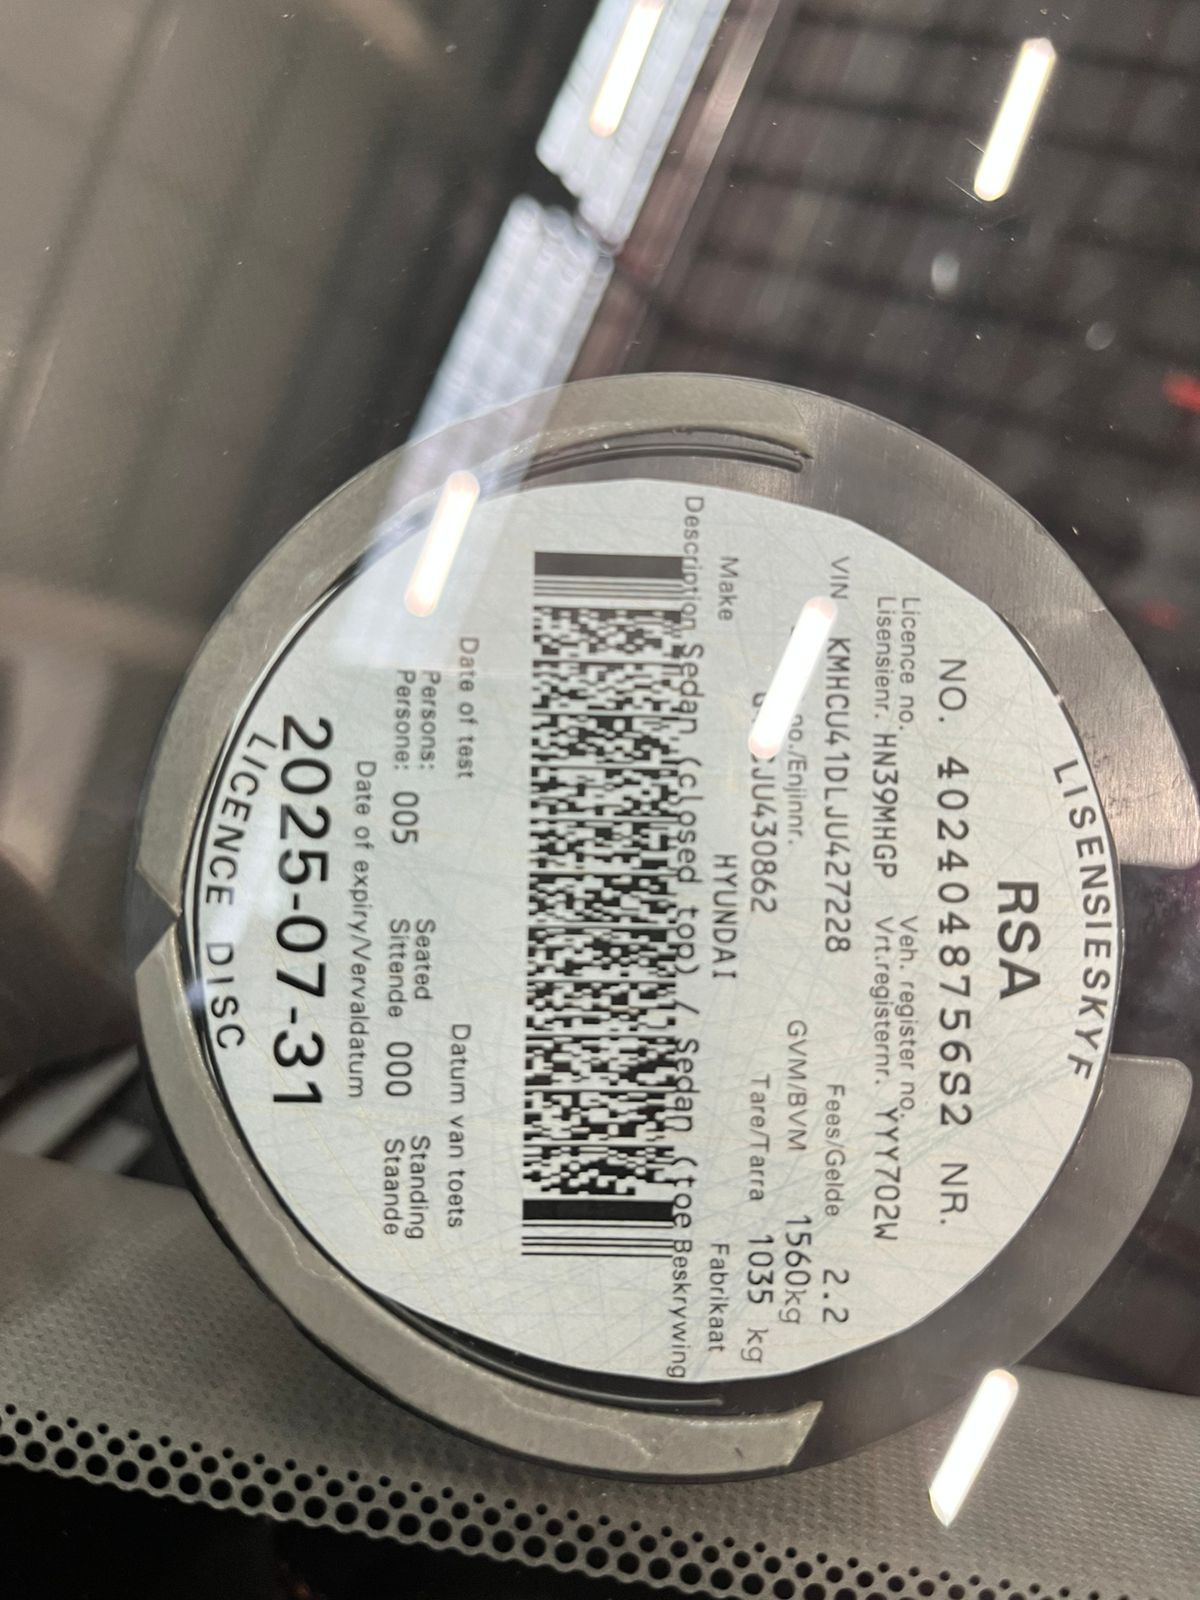 LISENSIESKYF
RSA
NO. 4024048756S2 NR.
Licence no. Veh. register no.
Lisensienr. HN39MHGP Vrt.registernr. YYY702W
VIN KMHCU41DLJU427228 Fees/Gelde 2.2
no./Enjinnr. GVM/BVM 1560kg
JU430862 Tare/Tarra 1035 kg
Make HYUNDAI Fabrikaat
Description Sedan (closed top) / Sedan (toe Beskrywing
Date of test Datum van toets
Persons: Seated Standing
Persone: 005 Sittende 000 Staande
Date of expiry/Vervaldatum
2025-07-31
LICENCE DISC